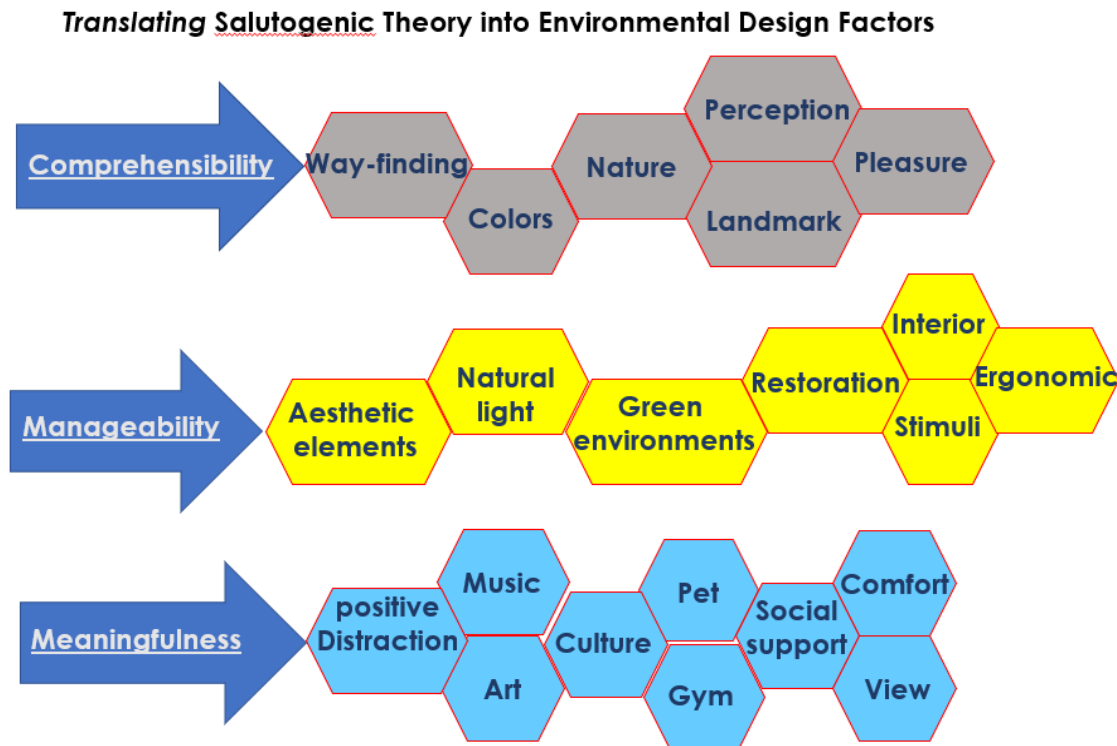 Translating Salutogenic Theory into Environmental Design Factors
Comprehensibility
Way-finding
Colors
Nature
Perception
Landmark
Pleasure
Manageability
Aesthetic
elements
Natural
light
Green
environments
Restoration
Interior
Stimuli
Ergonomic
Meaningfulness
positive
Distraction
Music
Art
Culture
Pet
Gym
Social
support
Comfort
View